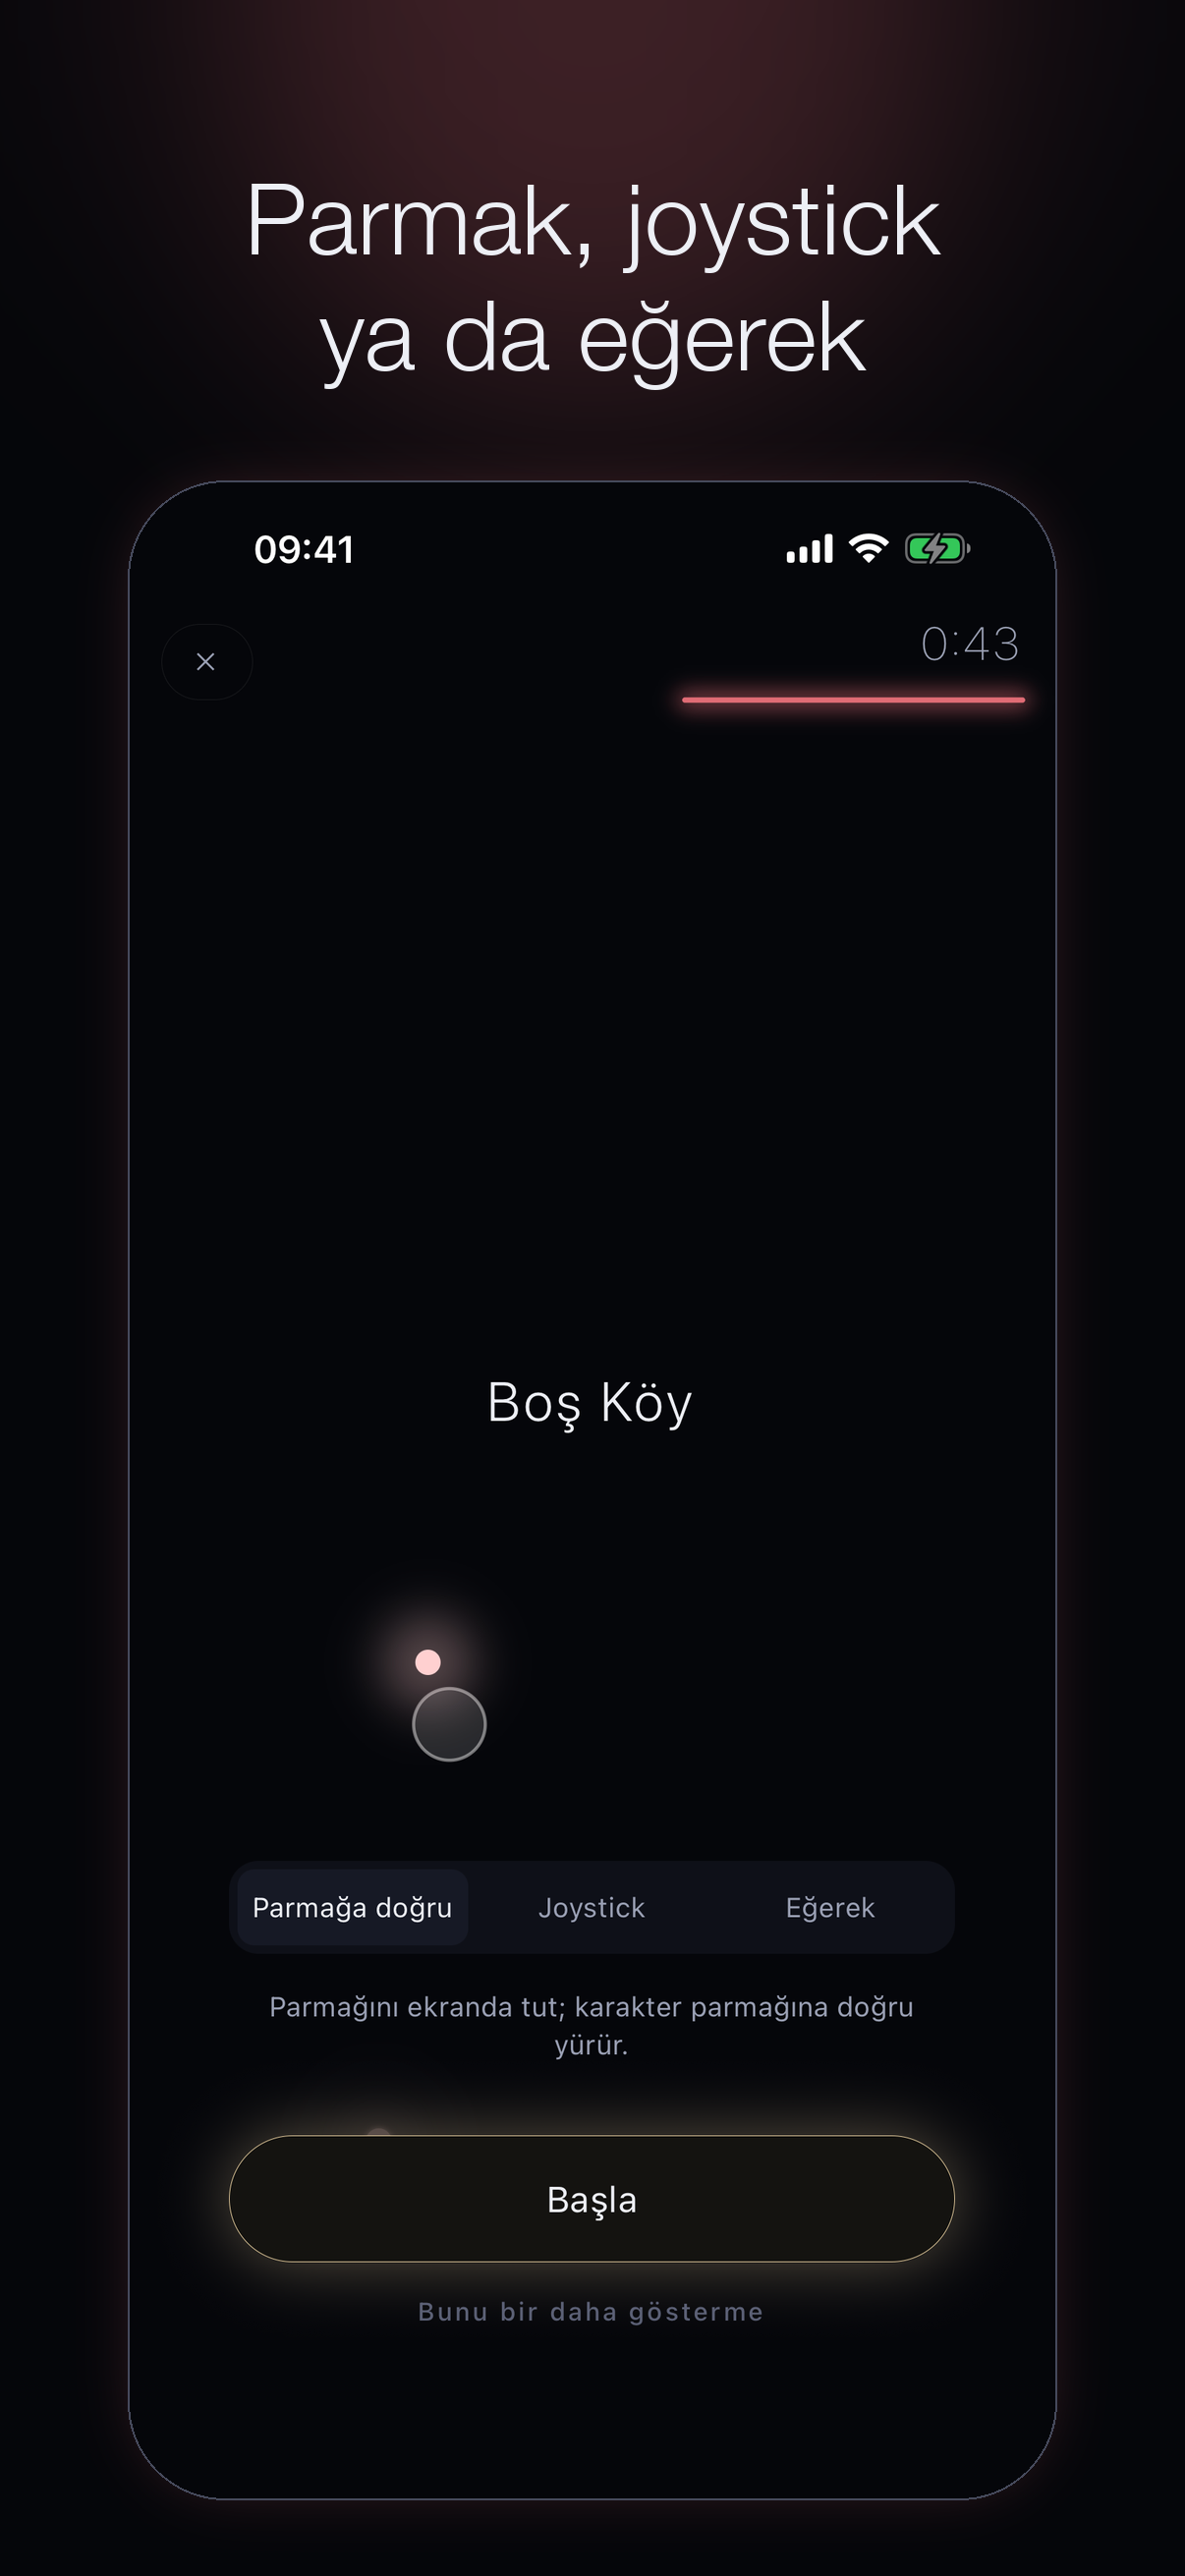 Parmak, joystick
ya da eğerek
09:41
0:43
Boş Köy
Parmağa doğru
Joystick
Eğerek
Parmağını ekranda tut; karakter parmağına doğru
yürür.
Başla
Bunu bir daha gösterme